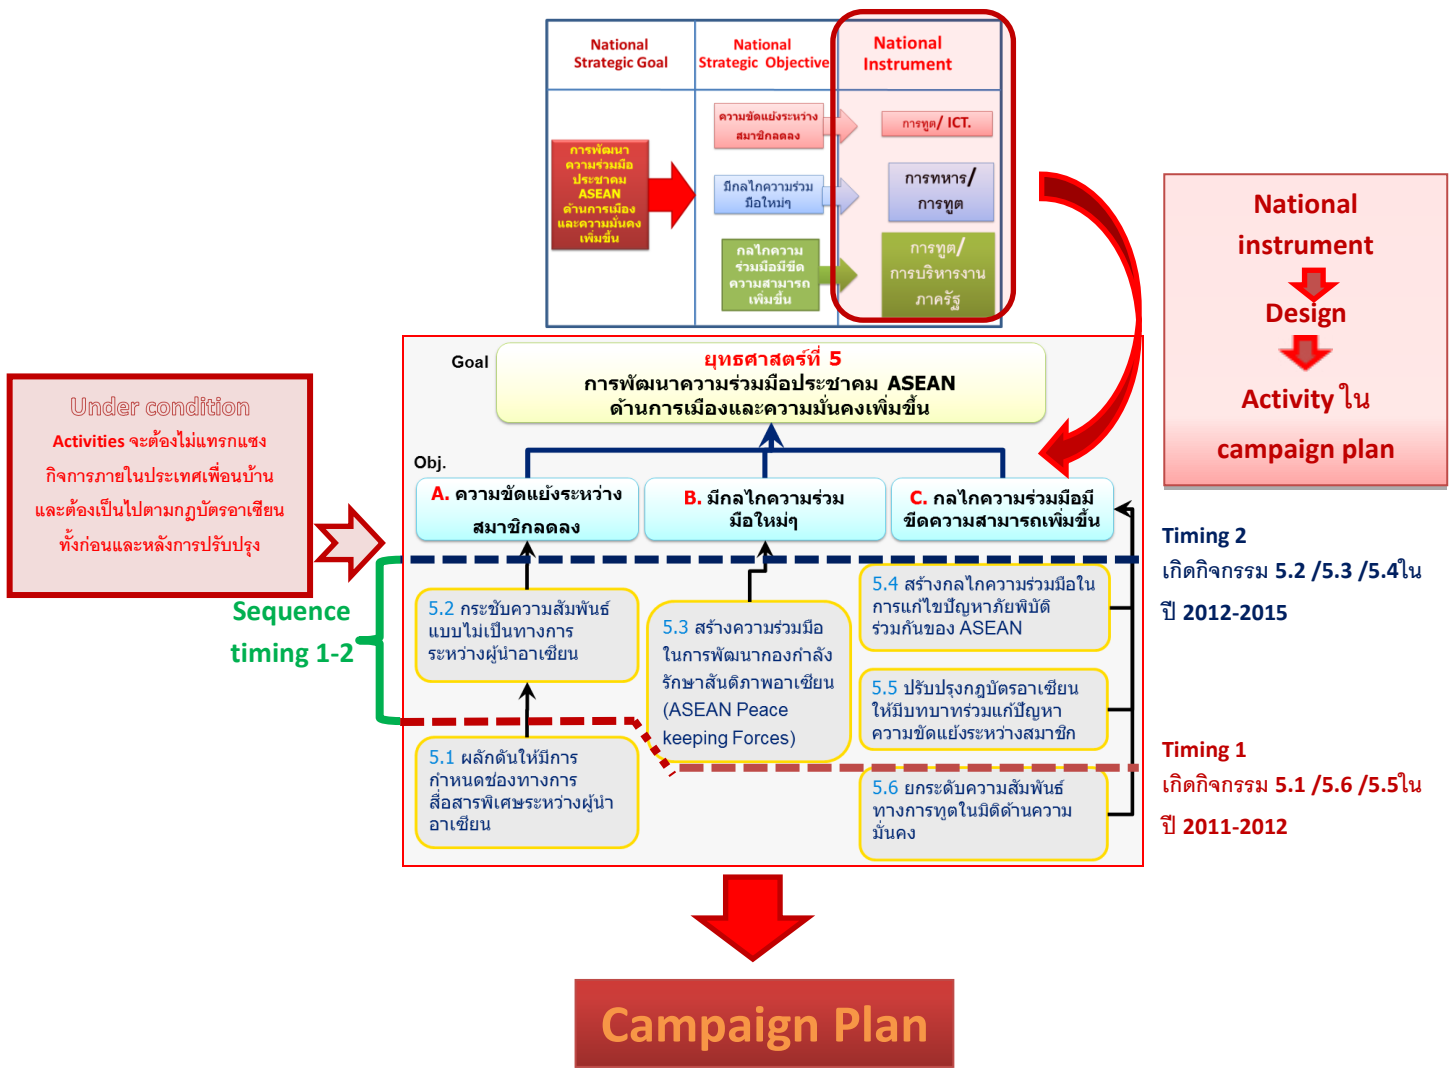 National
Strategic Goal
National
Strategic Objective
National
Instrument
การพัฒนา
ความร่วมมือ
ประชาคม
ASEAN
ด้านการเมือง
และความมั่นคง
เพิ่มขึ้น
ความขัดแย้งระหว่าง
สมาชิกลดลง
การทูต/ ICT.
มีกลไกความร่วม
มือใหม่ๆ
การทหาร/
การทูต
กลไกความ
ร่วมมือมีขีด
ความสามารถ
เพิ่มขึ้น
การทูต/
การบริหารงาน
ภาครัฐ
National
instrument
Design
Activity ใน
campaign plan
Under condition
Activities จะต้องไม่แทรกแซง
กิจการภายในประเทศเพื่อนบ้าน
และต้องเป็นไปตามกฎบัตรอาเซียน
ทั้งก่อนและหลังการปรับปรุง
Goal
ยุทธศาสตร์ที่ 5
การพัฒนาความร่วมมือประชาคม ASEAN
ด้านการเมืองและความมั่นคงเพิ่มขึ้น
Obj.
A. ความขัดแย้งระหว่าง
สมาชิกลดลง
B. มีกลไกความร่วม
มือใหม่ๆ
C. กลไกความร่วมมือมี
ขีดความสามารถเพิ่มขึ้น
Sequence
timing 1-2
5.2 กระชับความสัมพันธ์
แบบไม่เป็นทางการ
ระหว่างผู้นำอาเซียน
5.1 ผลักดันให้มีการ
กำหนดช่องทางการ
สื่อสารพิเศษระหว่างผู้นำ
อาเซียน
5.3 สร้างความร่วมมือ
ในการพัฒนากองกำลัง
รักษาสันติภาพอาเซียน
(ASEAN Peace
keeping Forces)
5.4 สร้างกลไกความร่วมมือใน
การแก้ไขปัญหาภัยพิบัติ
ร่วมกันของ ASEAN
5.5 ปรับปรุงกฎบัตรอาเซียน
ให้มีบทบาทร่วมแก้ปัญหา
ความขัดแย้งระหว่างสมาชิก
5.6 ยกระดับความสัมพันธ์
ทางการทูตในมิติด้านความ
มั่นคง
Timing 2
เกิดกิจกรรม 5.2 /5.3 /5.4ใน
ปี 2012-2015
Timing 1
เกิดกิจกรรม 5.1 /5.6 /5.5ใน
ปี 2011-2012
Campaign Plan